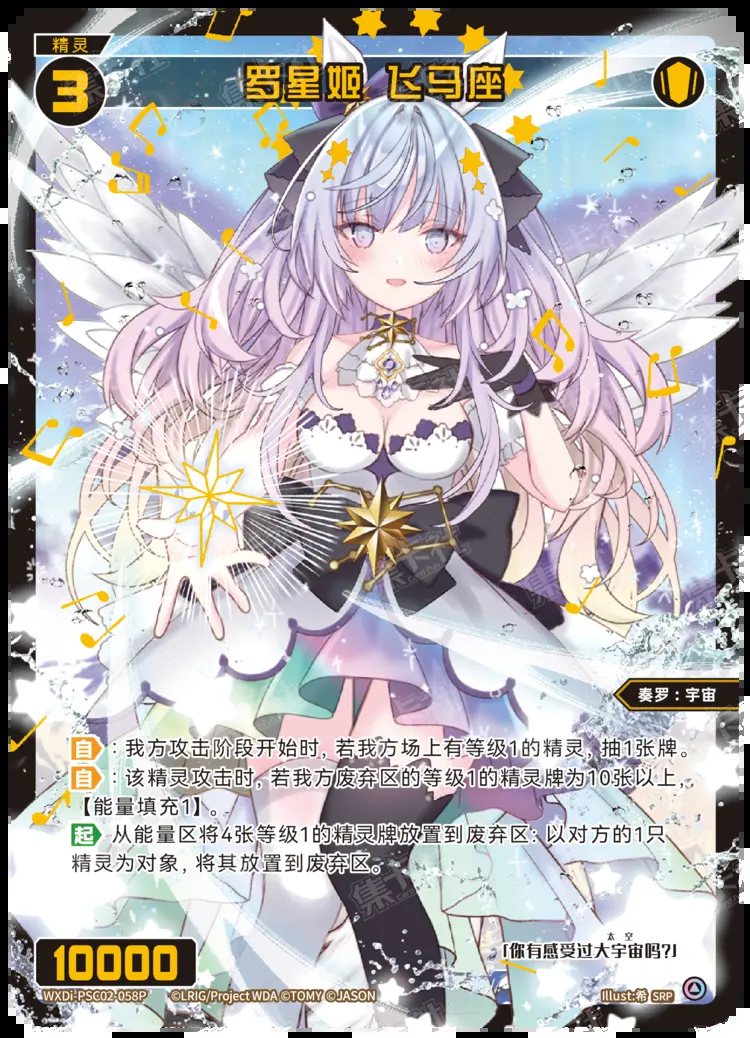 精灵
3
罗星姬 飞马座
奏罗：宇宙
自：我方攻击阶段开始时，若我方场上有等级1的精灵，抽1张牌。
自：该精灵攻击时，若我方废弃区的等级1的精灵牌为10张以上，
【能量填充1】。
起 从能量区将4张等级1的精灵牌放置到废弃区：以对方的1只
精灵为对象，将其放置到废弃区。
太空
「你有感受过大宇宙吗?」
10000
WXDi-PSC02-058P ©LRIG/Project WDA ©TOMY ©JASON
Illust:希 SRP